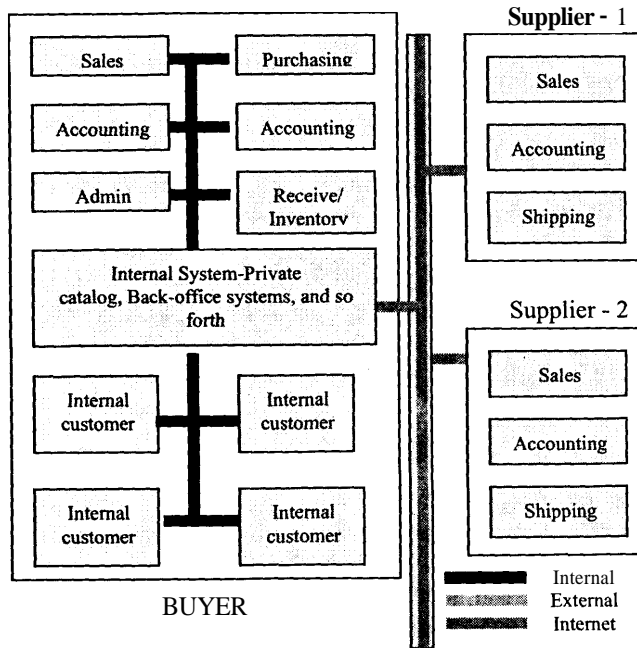 Supplier - 1
Sales
Purchasing
Accounting
Accounting
Admin
Receive/
Inventory
Internal System-Private
catalog, Back-office systems, and so
forth
Internal
customer
Internal
customer
Internal
customer
Internal
customer
BUYER
Sales
Accounting
Shipping
Supplier - 2
Sales
Accounting
Shipping
Internal
External
Internet